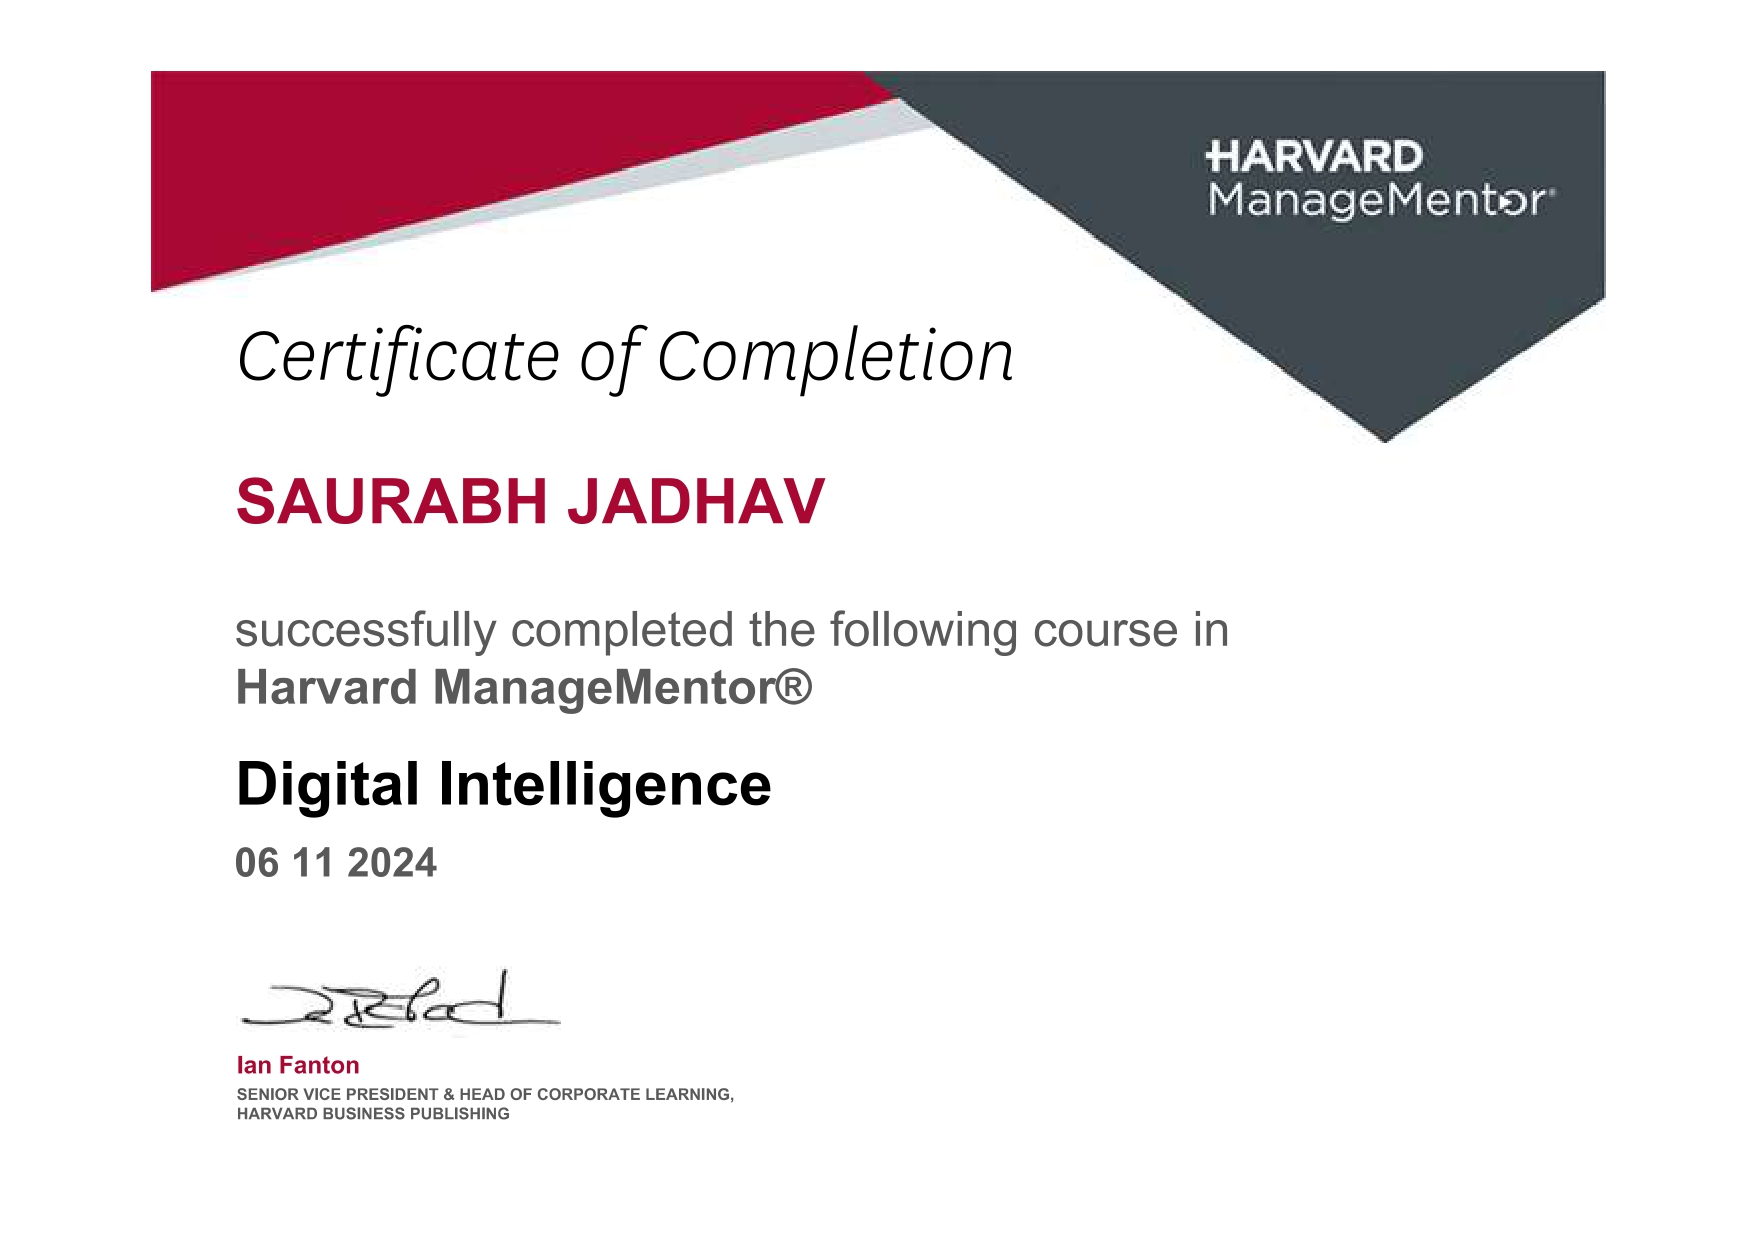 HARVARD
ManageMentor®
Certificate of Completion
SAURABH JADHAV
successfully completed the following course in
Harvard ManageMentor®
Digital Intelligence
06 11 2024
Ian Fanton
SENIOR VICE PRESIDENT & HEAD OF CORPORATE LEARNING,
HARVARD BUSINESS PUBLISHING